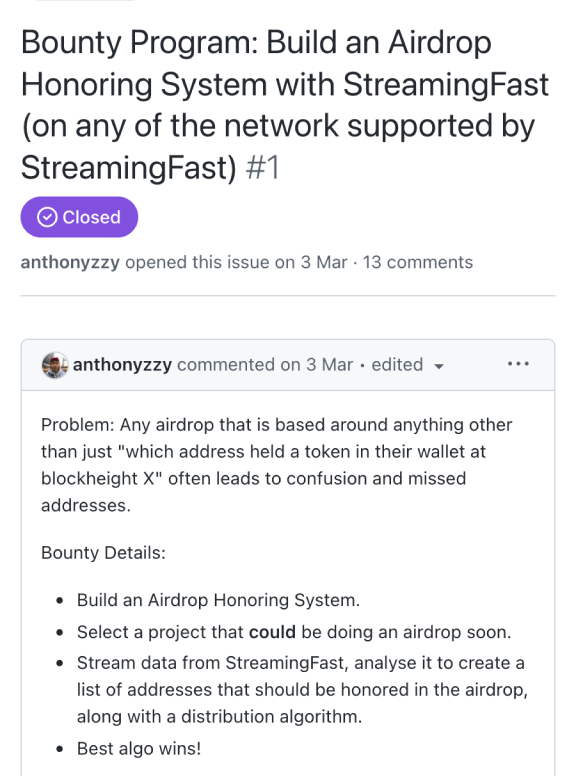 Bounty Program: Build an Airdrop
Honoring System with StreamingFast
(on any of the network supported by
StreamingFast) #1
Closed
anthonyzzy opened this issue on 3 Mar · 13 comments
anthonyzzy commented on 3 Mar • edited
Problem: Any airdrop that is based around anything other
than just "which address held a token in their wallet at
blockheight X" often leads to confusion and missed
addresses.
Bounty Details:
• Build an Airdrop Honoring System.
• Select a project that could be doing an airdrop soon.
• Stream data from StreamingFast, analyse it to create a
list of addresses that should be honored in the airdrop,
along with a distribution algorithm.
• Best algo wins!